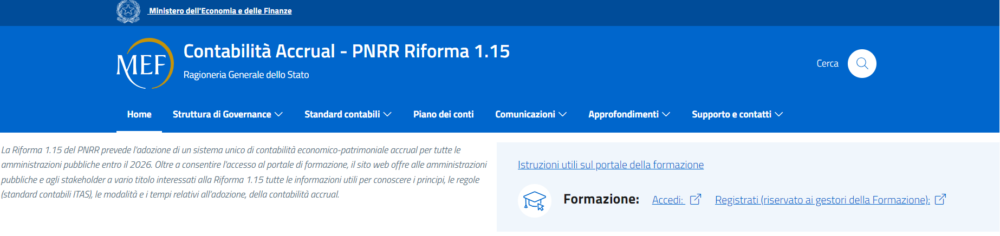 Ministero dell'Economia e delle Finanze
MEF
Contabilità Accrual - PNRR Riforma 1.15
Ragioneria Generale dello Stato
Cerca
Home Struttura di Governance Standard contabili Piano dei conti Comunicazioni Approfondimenti Supporto e contatti
La Riforma 1.15 del PNRR prevede l'adozione di un sistema unico di contabilità economico-patrimoniale accrual per tutte le
amministrazioni pubbliche entro il 2026. Oltre a consentire l'accesso al portale di formazione, il sito web offre alle amministrazioni
pubbliche e agli stakeholder a vario titolo interessati alla Riforma 1.15 tutte le informazioni utili per conoscere i principi, le regole
(standard contabili ITAS), le modalità e i tempi relativi all'adozione, della contabilità accrual.
Istruzioni utili sul portale della formazione
Formazione: Accedi: Registrati (riservato ai gestori della Formazione):